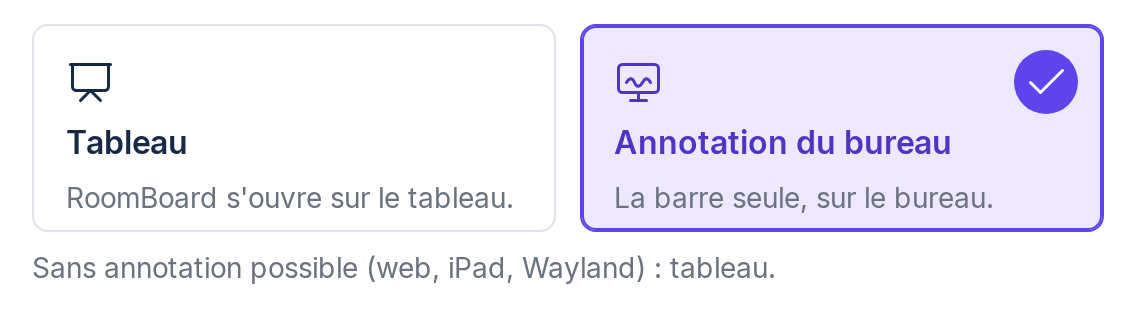 Tableau
RoomBoard s'ouvre sur le tableau.
Annotation du bureau
La barre seule, sur le bureau.
Sans annotation possible (web, iPad, Wayland) : tableau.